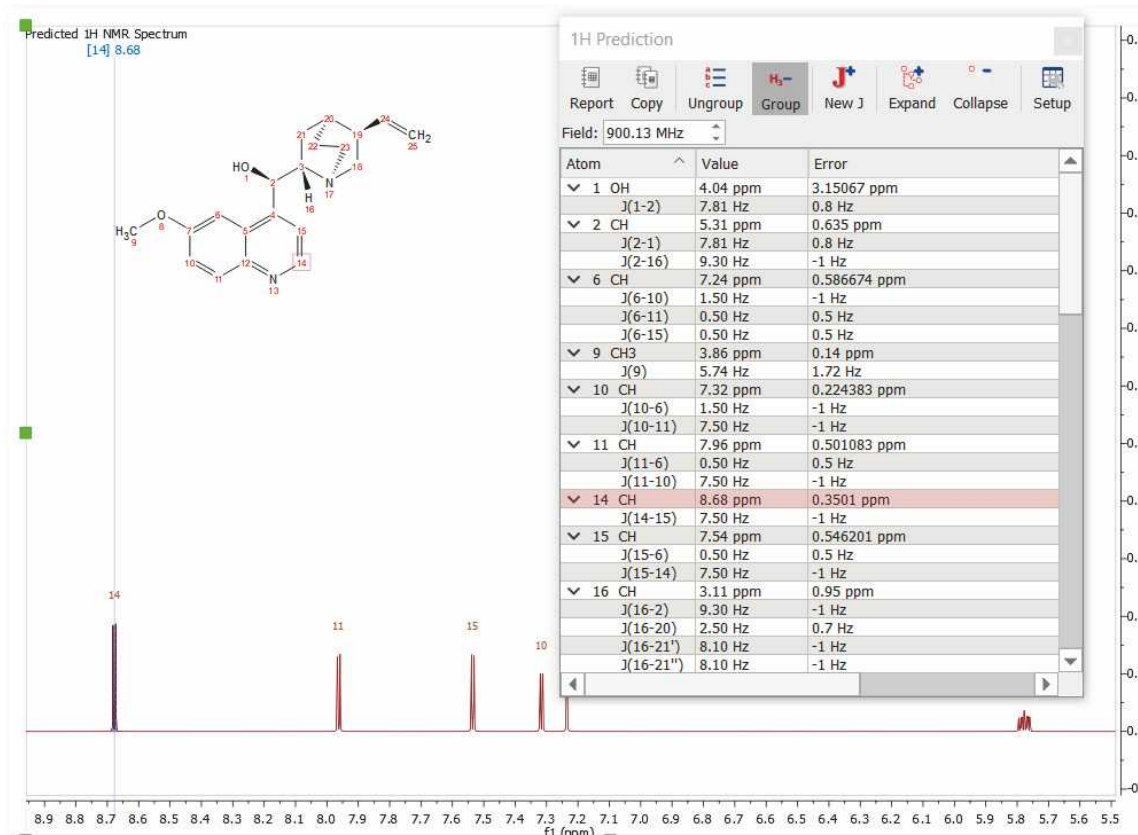 Predicted 1H NMR Spectrum
[14] 8.68
20
24
21
19
CH2
25
22
23
HO
1
3
18
2
N
17
H
16
4
O
8
H3C
9
7
6
5
15
10
12
14
11
N
13
1H Prediction
Report Copy Ungroup Group New J Expand Collapse Setup
Field: 900.13 MHz
Atom Value Error
1 OH 4.04 ppm 3.15067 ppm
J(1-2) 7.81 Hz 0.8 Hz
2 CH 5.31 ppm 0.635 ppm
J(2-1) 7.81 Hz 0.8 Hz
J(2-16) 9.30 Hz -1 Hz
6 CH 7.24 ppm 0.586674 ppm
J(6-10) 1.50 Hz -1 Hz
J(6-11) 0.50 Hz 0.5 Hz
J(6-15) 0.50 Hz 0.5 Hz
9 CH3 3.86 ppm 0.14 ppm
J(9) 5.74 Hz 1.72 Hz
10 CH 7.32 ppm 0.224383 ppm
J(10-6) 1.50 Hz -1 Hz
J(10-11) 7.50 Hz -1 Hz
11 CH 7.96 ppm 0.501083 ppm
J(11-6) 0.50 Hz 0.5 Hz
J(11-10) 7.50 Hz -1 Hz
14 CH 8.68 ppm 0.3501 ppm
J(14-15) 7.50 Hz -1 Hz
15 CH 7.54 ppm 0.546201 ppm
J(15-6) 0.50 Hz 0.5 Hz
J(15-14) 7.50 Hz -1 Hz
16 CH 3.11 ppm 0.95 ppm
J(16-2) 9.30 Hz -1 Hz
J(16-20) 2.50 Hz 0.7 Hz
J(16-21') 8.10 Hz -1 Hz
J(16-21") 8.10 Hz -1 Hz
14 11 15 10
8.9 8.8 8.7 8.6 8.5 8.4 8.3 8.2 8.1 8.0 7.9 7.8 7.7 7.6 7.5 7.4 7.3 7.2 7.1 7.0 6.9 6.8 6.7 6.6 6.5 6.4 6.3 6.2 6.1 6.0 5.9 5.8 5.7 5.6 5.5
f1 (ppm)